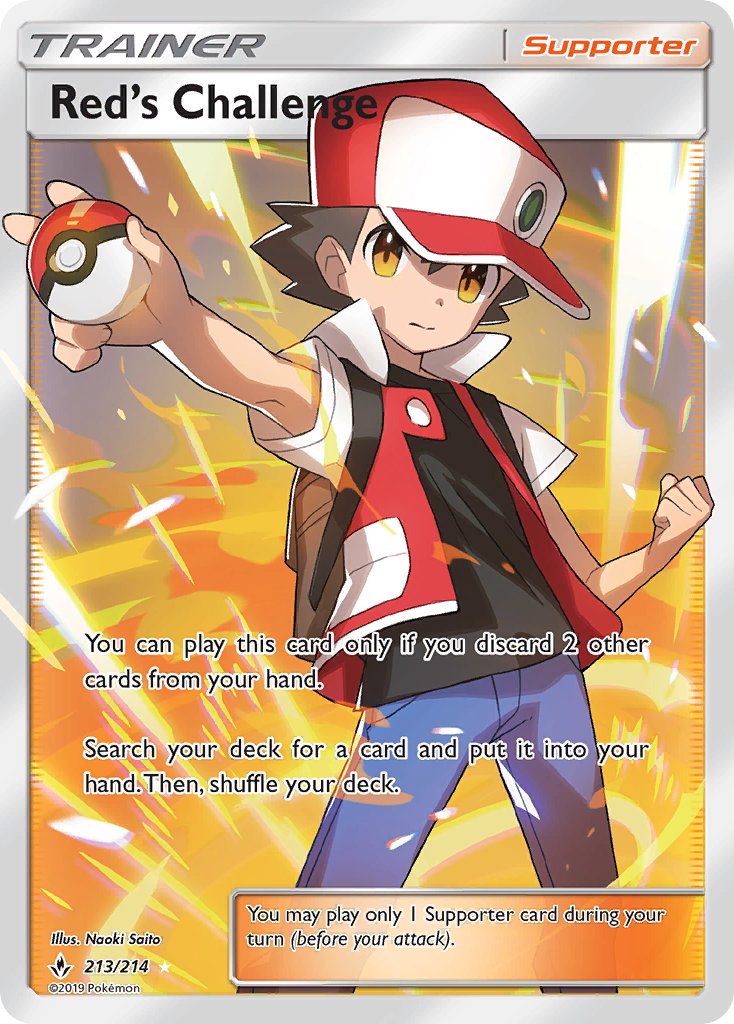 TRAINER Supporter
Red's Challenge
You can play this card only if you discard 2 other
cards from your hand.
Search your deck for a card and put it into your
hand. Then, shuffle your deck.
You may play only 1 Supporter card during your
turn (before your attack).
Illus. Naoki Saito
213/214
©2019 Pokémon